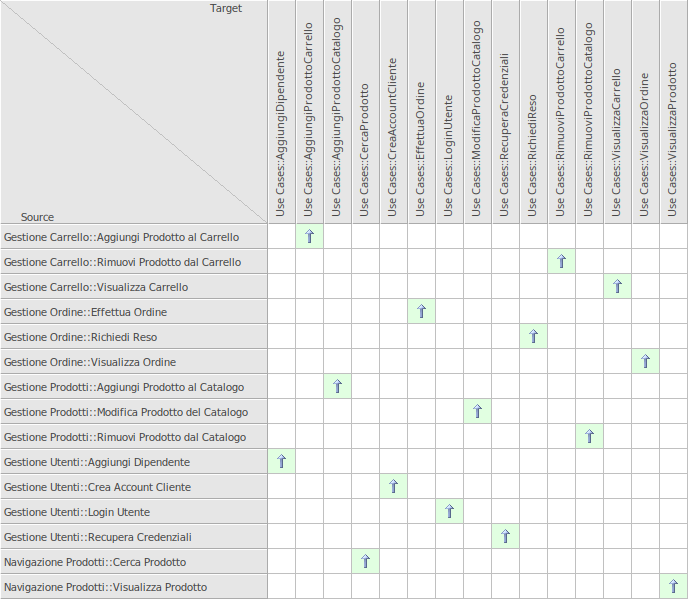 Target
Use Cases::AggiungiDipendente
Use Cases::AggiungiProdottoCarrello
Use Cases::AggiungiProdottoCatalogo
Use Cases::CercaProdotto
Use Cases::CreaAccountCliente
Use Cases::EffettuaOrdine
Use Cases::LoginUtente
Use Cases::ModificaProdottoCatalogo
Use Cases::RecuperaCredenziali
Use Cases::RichiediReso
Use Cases::RimuoviProdottoCarrello
Use Cases::RimuoviProdottoCatalogo
Use Cases::VisualizzaCarrello
Use Cases::VisualizzaOrdine
Use Cases::VisualizzaProdotto
Source
Gestione Carrello::Aggiungi Prodotto al Carrello
Gestione Carrello::Rimuovi Prodotto dal Carrello
Gestione Carrello::Visualizza Carrello
Gestione Ordine::Effettua Ordine
Gestione Ordine::Richiedi Reso
Gestione Ordine::Visualizza Ordine
Gestione Prodotti::Aggiungi Prodotto al Catalogo
Gestione Prodotti::Modifica Prodotto del Catalogo
Gestione Prodotti::Rimuovi Prodotto dal Catalogo
Gestione Utenti::Aggiungi Dipendente
Gestione Utenti::Crea Account Cliente
Gestione Utenti::Login Utente
Gestione Utenti::Recupera Credenziali
Navigazione Prodotti::Cerca Prodotto
Navigazione Prodotti::Visualizza Prodotto